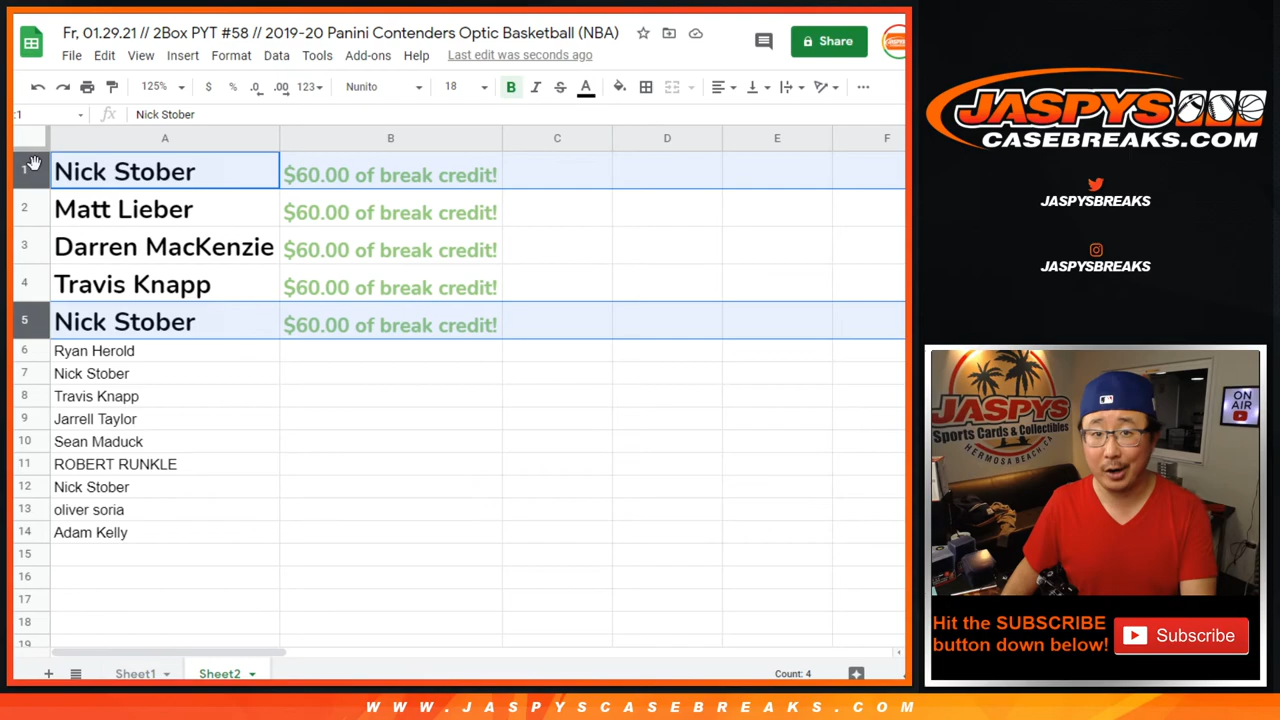 Fr, 01.29.21 // 2Box PYT #58 // 2019-20 Panini Contenders Optic Basketball (NBA)
File Edit View Insert Format Data Tools Add-ons Help Last edit was seconds ago
Share
125% $ % .0 .00 123 Nunito 18 B I S A
:1 fx Nick Stober
A B C D E F
1 Nick Stober $60.00 of break credit!
2 Matt Lieber $60.00 of break credit!
3 Darren MacKenzie $60.00 of break credit!
4 Travis Knapp $60.00 of break credit!
5 Nick Stober $60.00 of break credit!
6 Ryan Herold
7 Nick Stober
8 Travis Knapp
9 Jarrell Taylor
10 Sean Maduck
11 ROBERT RUNKLE
12 Nick Stober
13 oliver soria
14 Adam Kelly
15
16
17
18
19
Sheet1 Sheet2 Count: 4
JASPYS
CASEBREAKS.COM
JASPYSBREAKS
JASPYSBREAKS
JASPYS
Sports Cards & Collectibles
HERMOSA BEACH, CA
ON
AIR
Hit the SUBSCRIBE
button down below!
Subscribe
WWW.JASPYSCASEBREAKS.COM